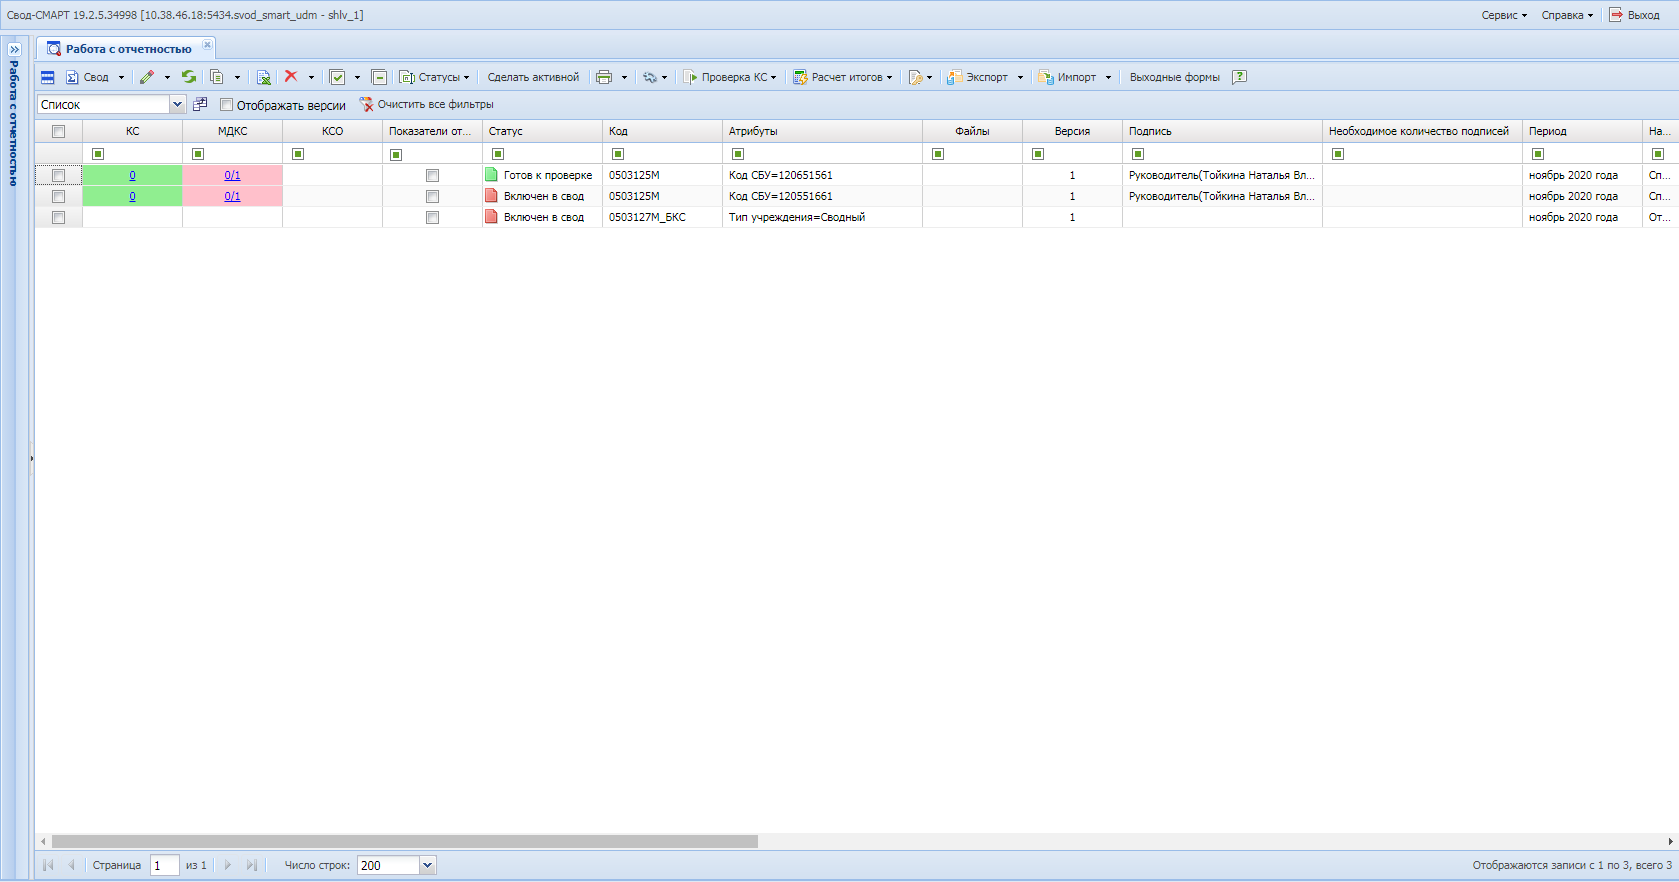 Свод-СМАРТ 19.2.5.34998 [10.38.46.18:5434.svod_smart_udm - shlv_1] Сервис Справка Выход
Работа с отчетностью
Работа с отчетностью
Свод Статусы Сделать активной Проверка КС Расчет итогов Экспорт Импорт Выходные формы
Список Отображать версии Очистить все фильтры
КС МДКС КСО Показатели от... Статус Код Атрибуты Файлы Версия Подпись Необходимое количество подписей Период На...
0 0/1 Готов к проверке 0503125М Код СБУ=120651561 1 Руководитель(Тойкина Наталья Вл... ноябрь 2020 года Сп...
0 0/1 Включен в свод 0503125М Код СБУ=120551661 1 Руководитель(Тойкина Наталья Вл... ноябрь 2020 года Сп...
Включен в свод 0503127М_БКС Тип учреждения=Сводный 1 ноябрь 2020 года От...
Страница 1 из 1 Число строк: 200 Отображаются записи с 1 по 3, всего 3